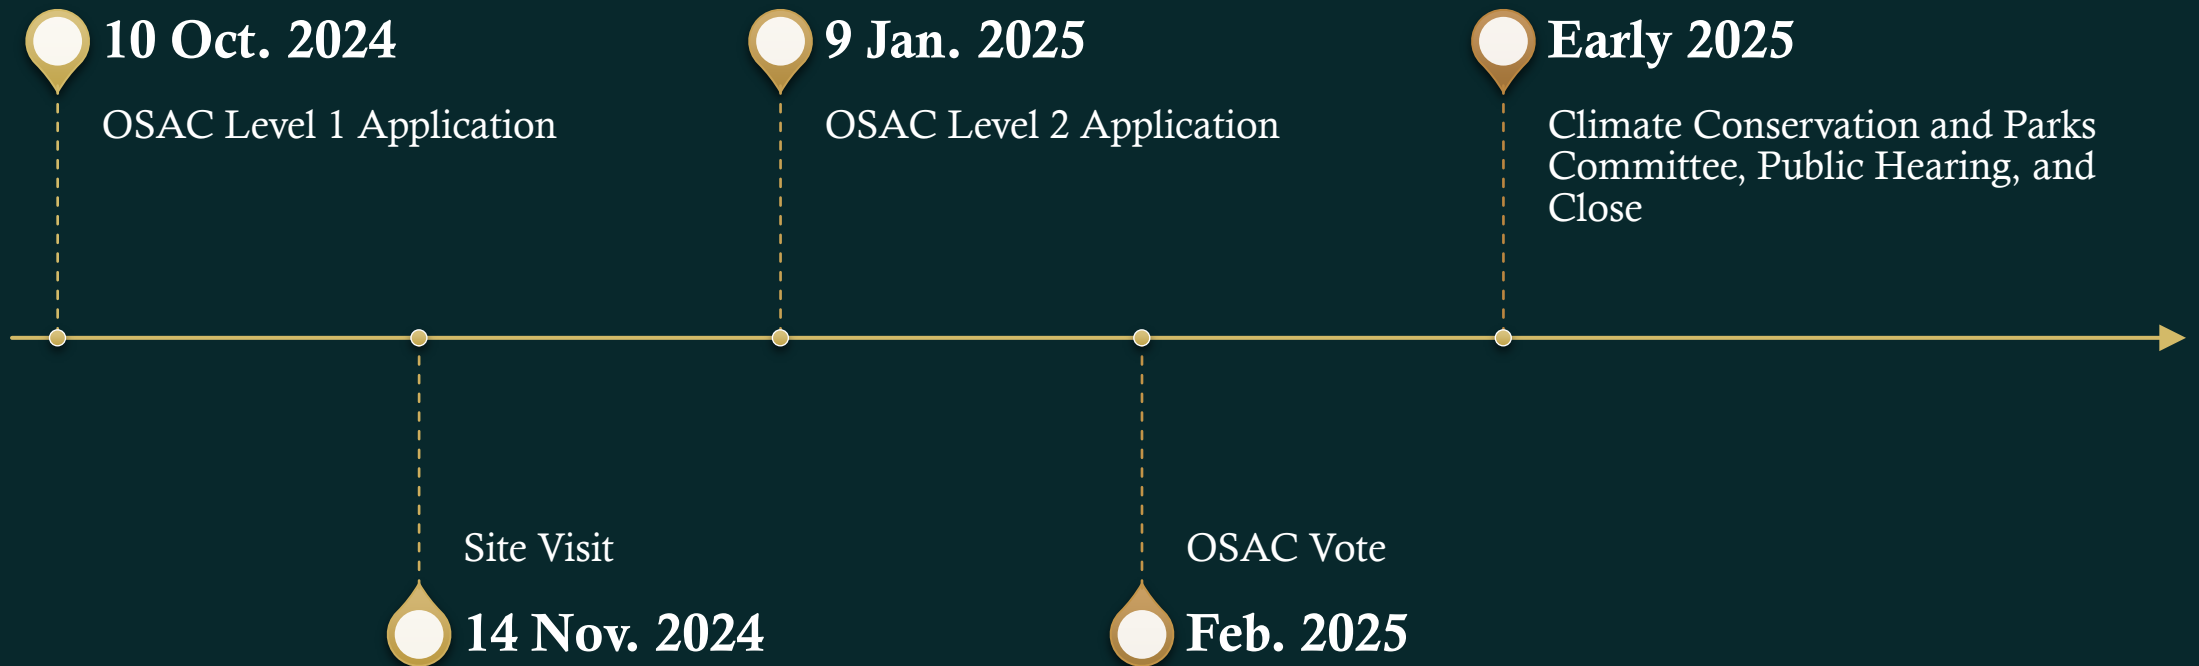 10 Oct. 2024
OSAC Level 1 Application
14 Nov. 2024
Site Visit
9 Jan. 2025
OSAC Level 2 Application
Feb. 2025
OSAC Vote
Early 2025
Climate Conservation and Parks
Committee, Public Hearing, and
Close